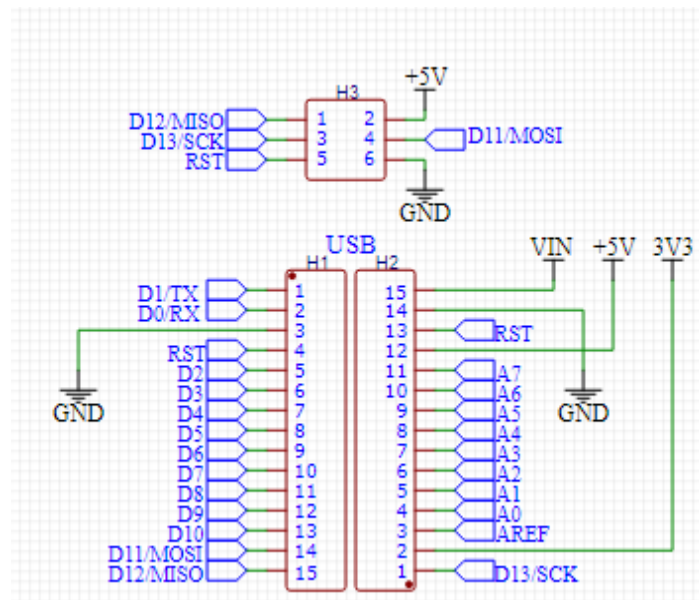 +5V
H3
D12/MISO 1 2
D13/SCK 3 4 D11/MOSI
RST 5 6
GND
USB VIN +5V 3V3
H1 H2
D1/TX 1 15
D0/RX 2 14
3 13 RST
RST 4 12
D2 5 11 A7
D3 6 10 A6
GND D4 7 9 A5 GND
D5 8 8 A4
D6 9 7 A3
D7 10 6 A2
D8 11 5 A1
D9 12 4 A0
D10 13 3 AREF
D11/MOSI 14 2
D12/MISO 15 1 D13/SCK